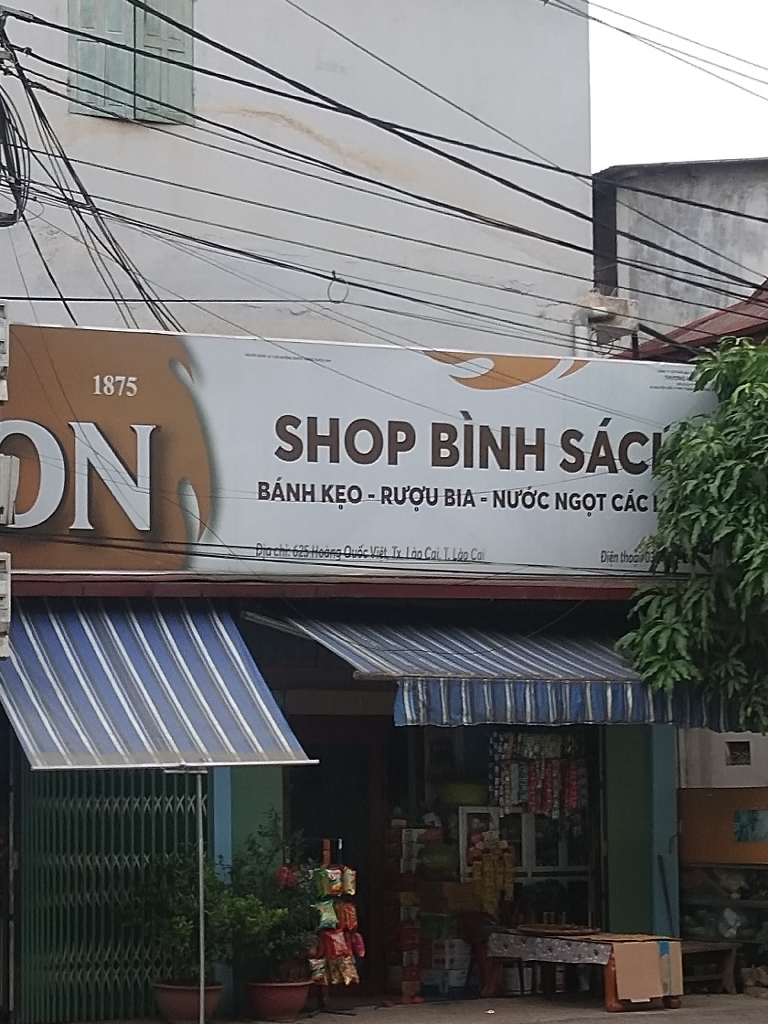 1875
ON
SHOP BÌNH SÁC
BÁNH KẸO - RƯỢU BIA - NƯỚC NGỌT CÁC
Địa chỉ: 625 Hoàng Quốc Việt, Tx. Lào Cai, T. Lào Cai
Điện thoại: